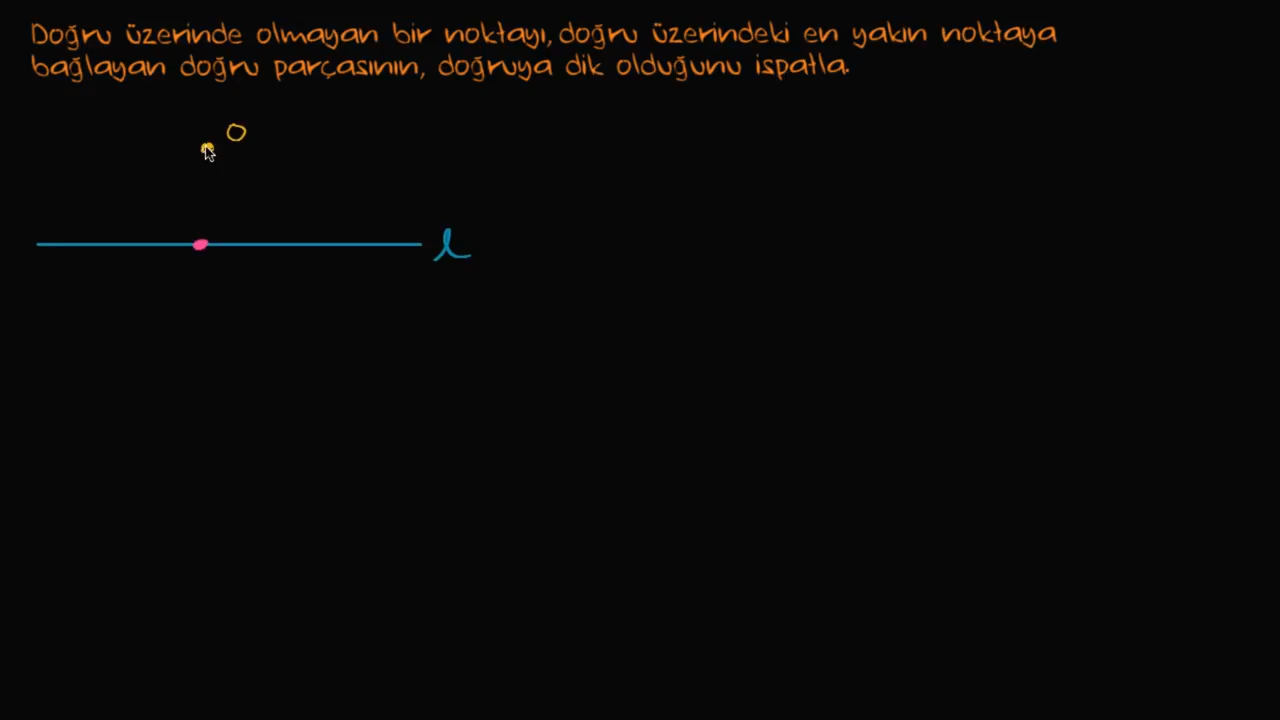 Doğru üzerinde olmayan bir noktayı, doğru üzerindeki en yakın noktaya
bağlayan doğru parçasının, doğruya dik olduğunu ispatla.
O
l